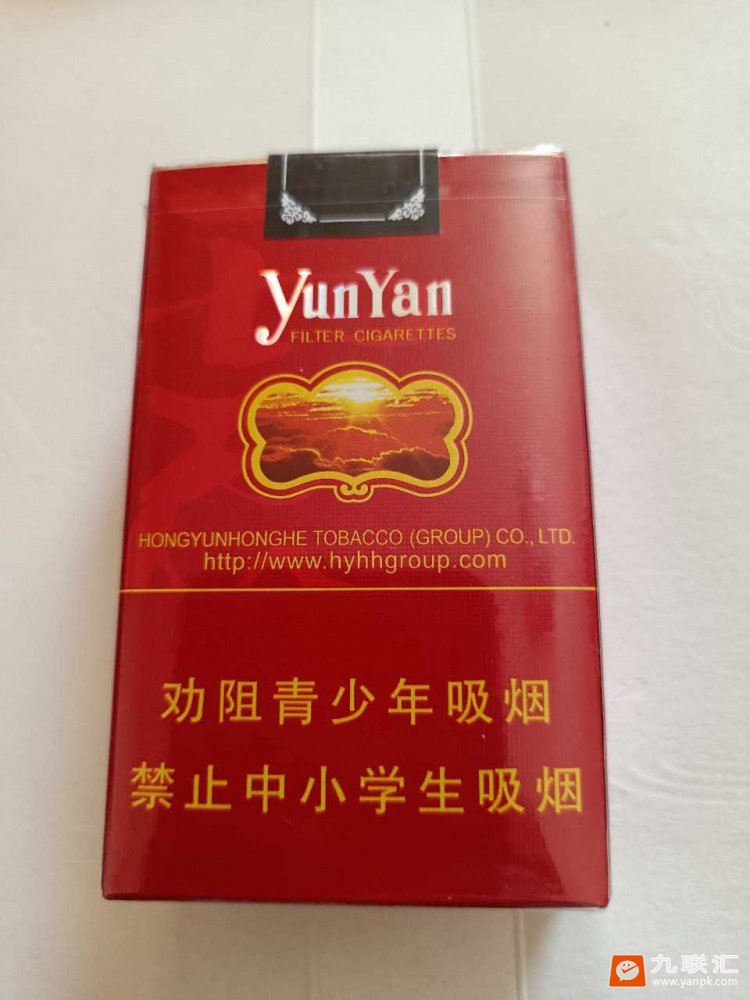 YunYan
FILTER CIGARETTES
HONGYUNHONGHE TOBACCO (GROUP) CO., LTD.
http://www.hyhhgroup.com
劝阻青少年吸烟
禁止中小学生吸烟
九联汇
www.yanpk.com